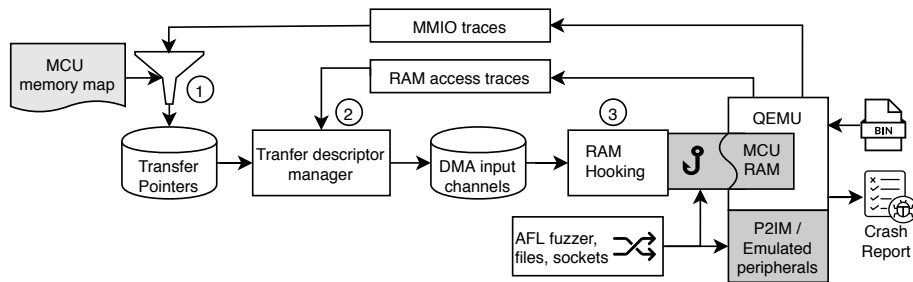 MMIO traces
MCU
memory map
1
RAM access traces
2
3
QEMU
BIN
Transfer
Pointers
Tranfer descriptor
manager
DMA input
channels
RAM
Hooking
MCU
RAM
AFL fuzzer,
files, sockets
P2IM /
Emulated
peripherals
Crash
Report